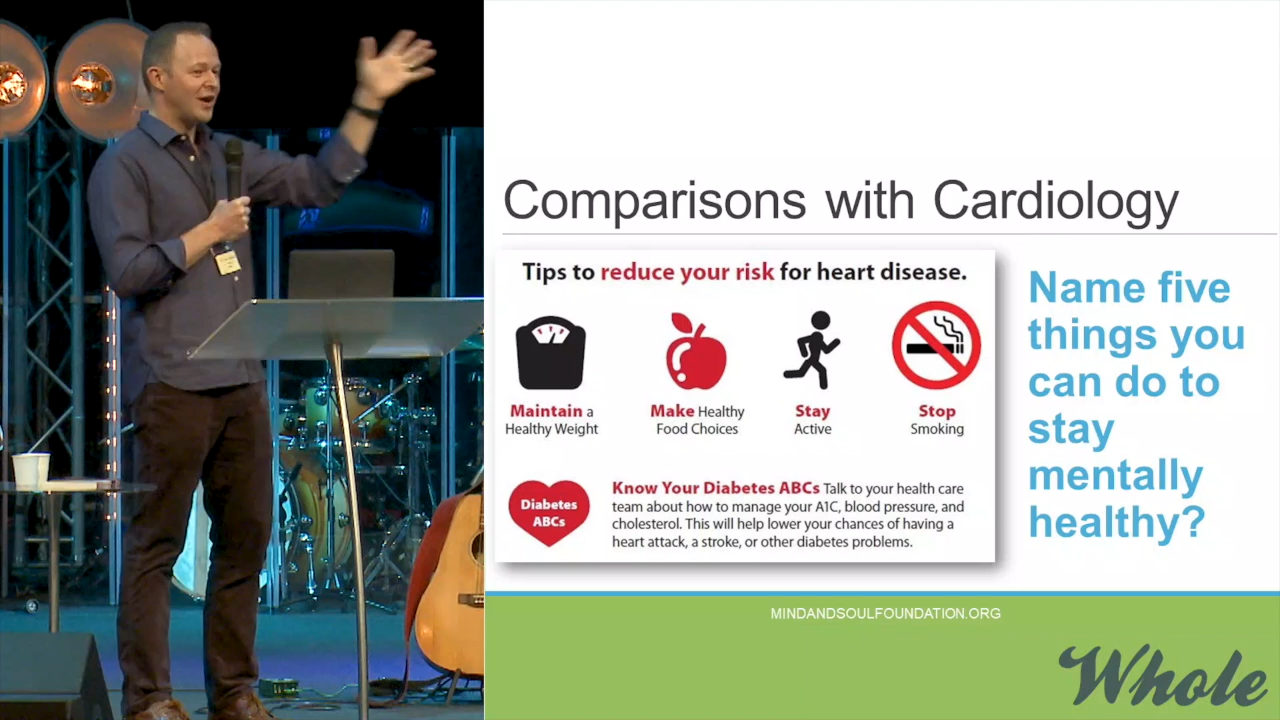 Comparisons with Cardiology
Tips to reduce your risk for heart disease.
Maintain a
Healthy Weight
Make Healthy
Food Choices
Stay
Active
Stop
Smoking
Diabetes
ABCs
Know Your Diabetes ABCs Talk to your health care
team about how to manage your A1C, blood pressure, and
cholesterol. This will help lower your chances of having a
heart attack, a stroke, or other diabetes problems.
Name five
things you
can do to
stay
mentally
healthy?
MINDANDSOULFOUNDATION.ORG
Whole